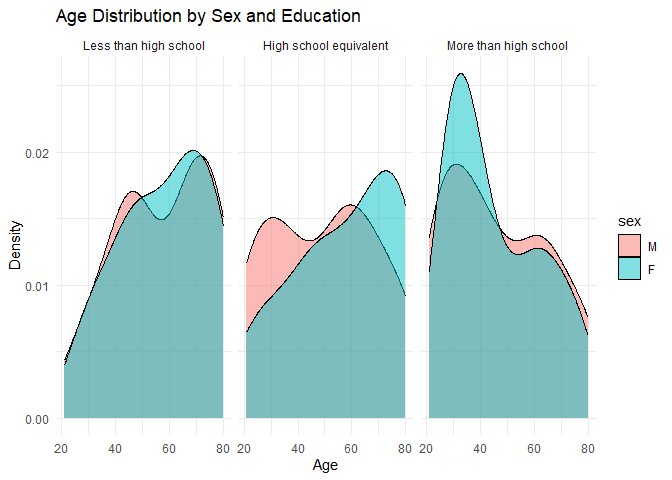 Age Distribution by Sex and Education
Less than high school
High school equivalent
More than high school
0.02
0.01
0.00
Density
20 40 60 80 20 40 60 80 20 40 60 80
Age
sex
M
F